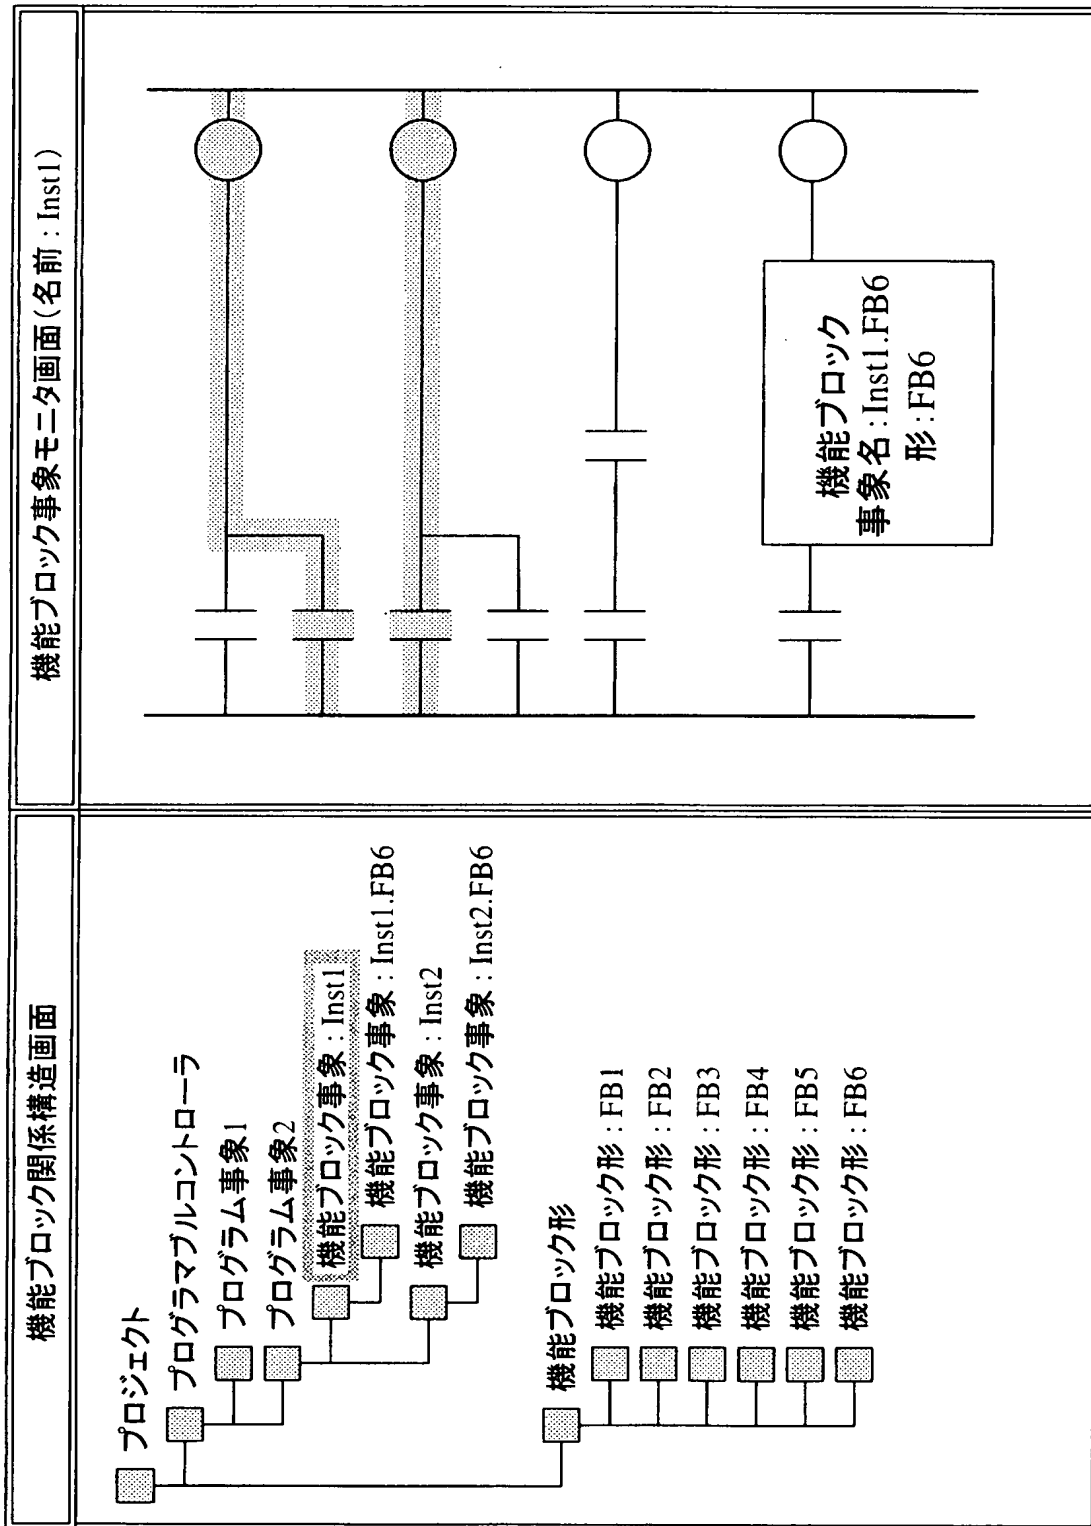 機能ブロック関係構造画面
プロジェクト
プログラマブルコントローラ
プログラム事象1
プログラム事象2
機能ブロック事象：Inst1
機能ブロック事象：Inst1.FB6
機能ブロック事象：Inst2
機能ブロック事象：Inst2.FB6
機能ブロック形
機能ブロック形：FB1
機能ブロック形：FB2
機能ブロック形：FB3
機能ブロック形：FB4
機能ブロック形：FB5
機能ブロック形：FB6
機能ブロック事象モニタ画面（名前：Inst1）
機能ブロック
事象名：Inst1.FB6
形：FB6